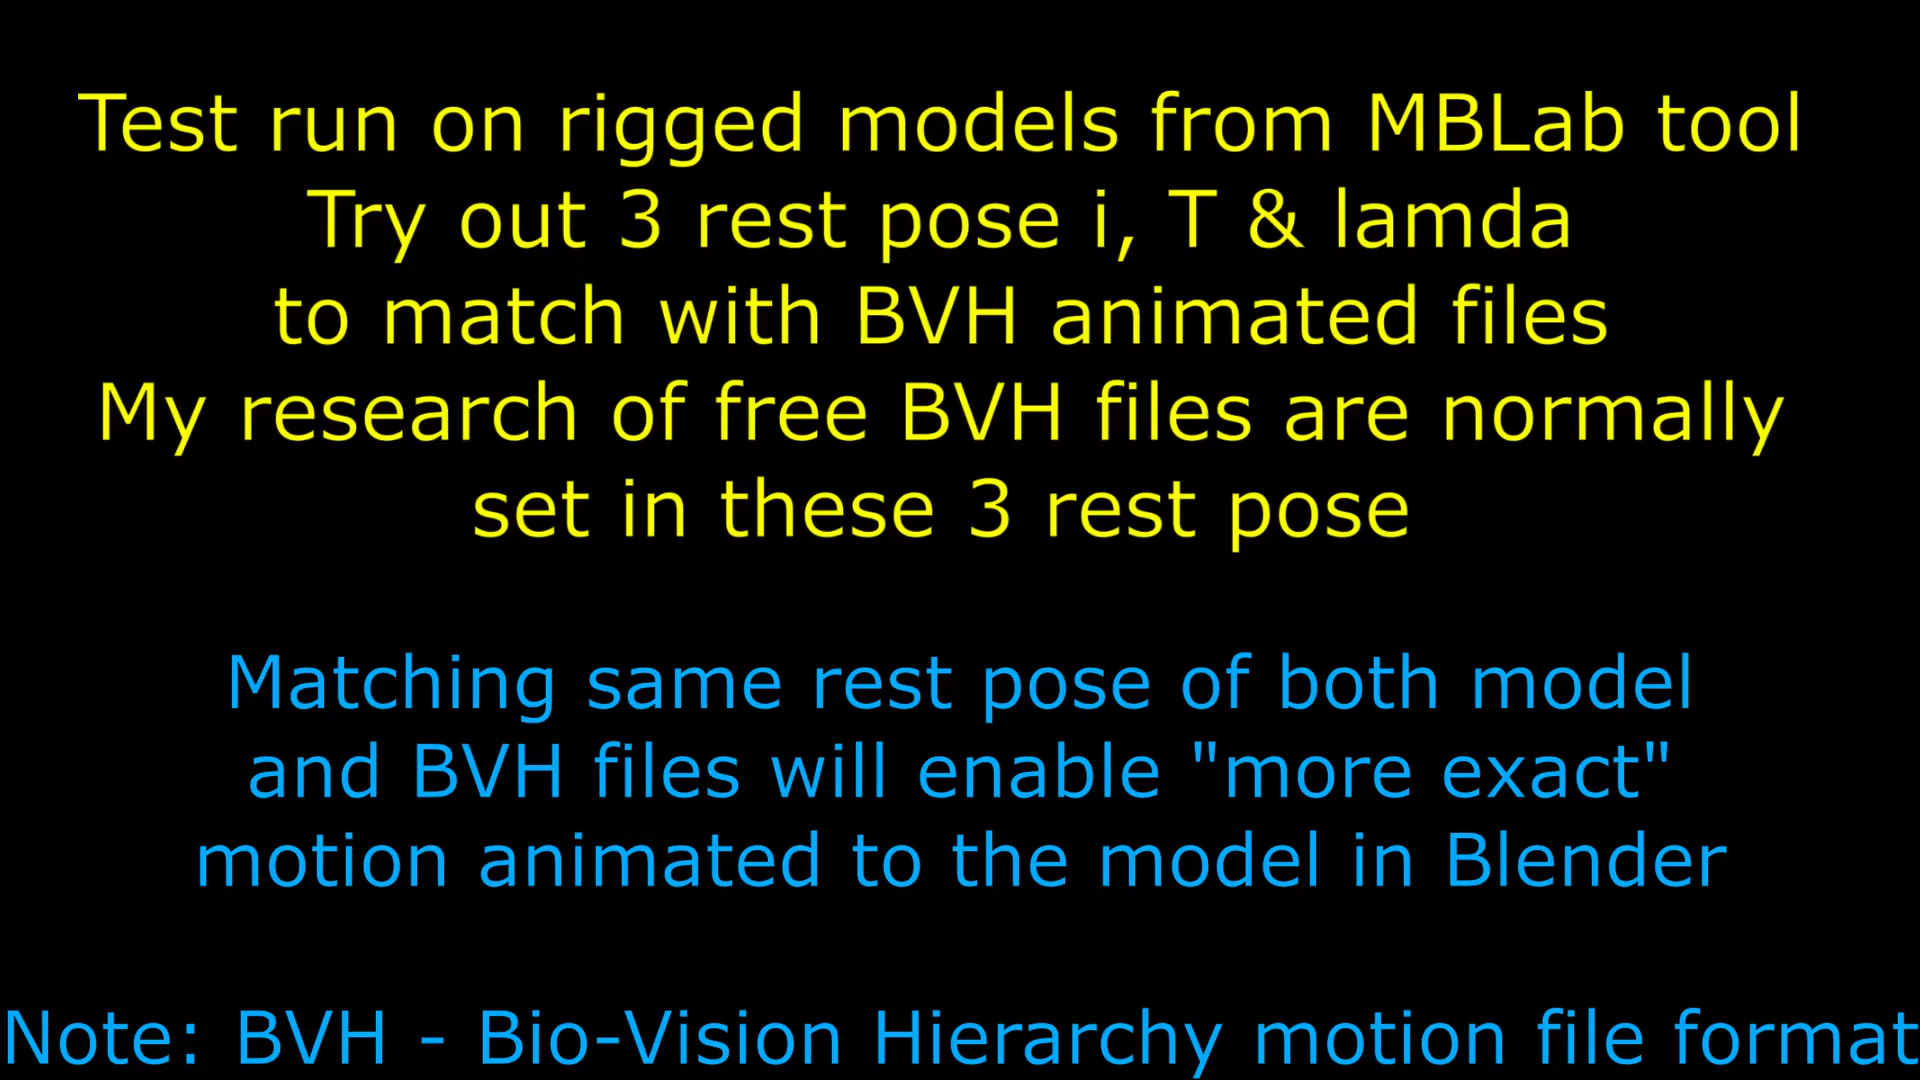 Test run on rigged models from MBLab tool
Try out 3 rest pose i, T & lamda
to match with BVH animated files
My research of free BVH files are normally
set in these 3 rest pose
Matching same rest pose of both model
and BVH files will enable "more exact"
motion animated to the model in Blender
Note: BVH - Bio-Vision Hierarchy motion file format